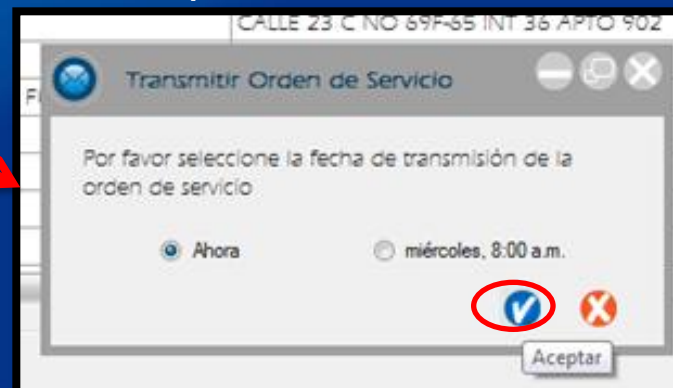 CALLE 23 C NO 69F-65 INT 36 APTO 902
Transmitir Orden de Servicio
Por favor seleccione la fecha de transmisión de la
orden de servicio
Ahora
miércoles, 8:00 a.m.
Aceptar